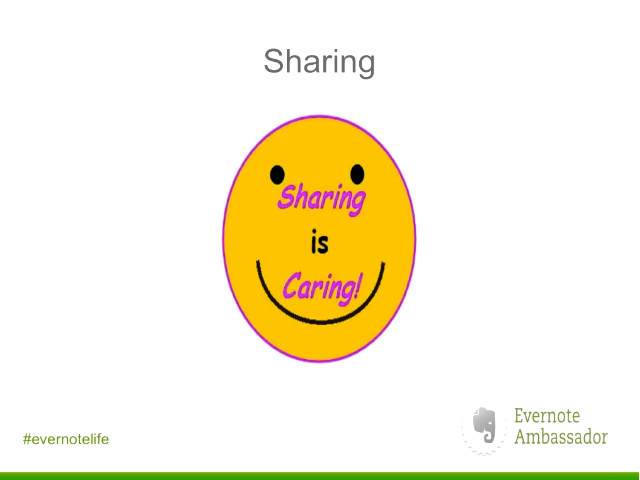 Sharing
Sharing
is
Caring!
#evernotelife
Evernote
Ambassador